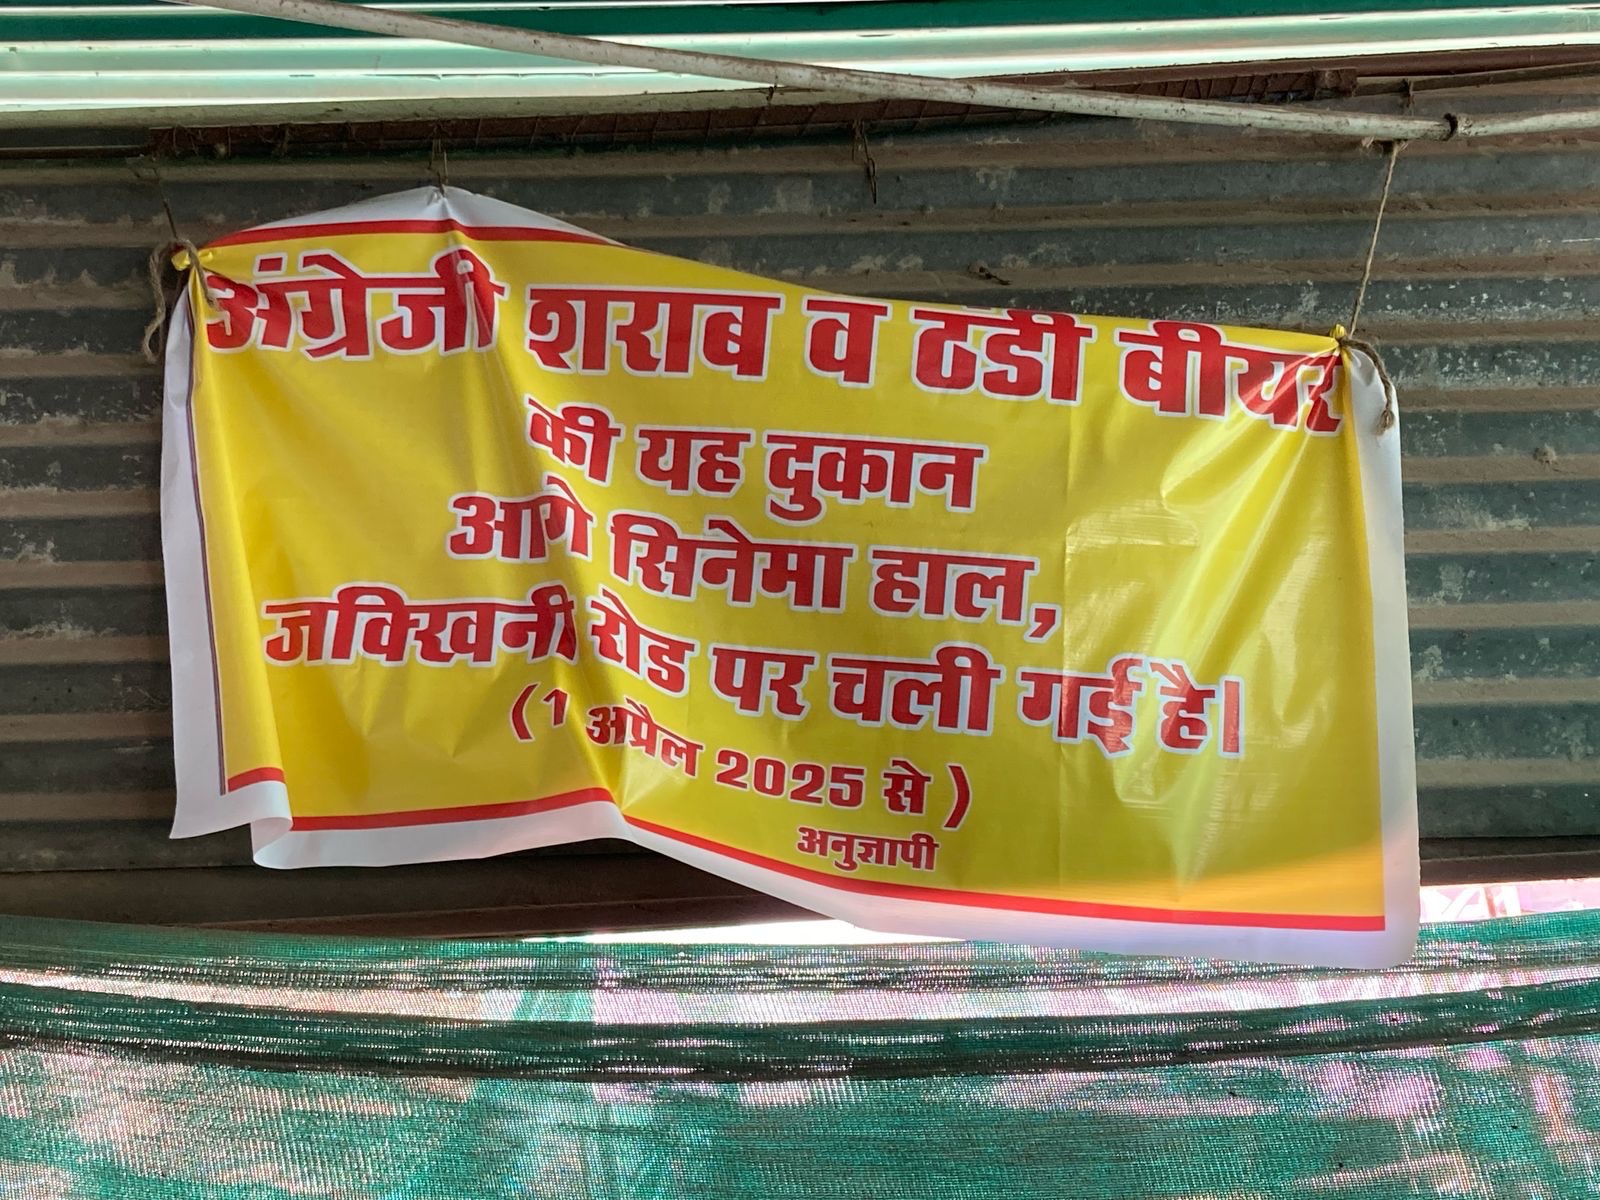 अंग्रेजी शराब व ठंडी बीयर
की यह दुकान
आगे सिनेमा हाल,
जक्खिनी रोड पर चली गई है।
(1 अप्रैल 2025 से )
अनुज्ञापी